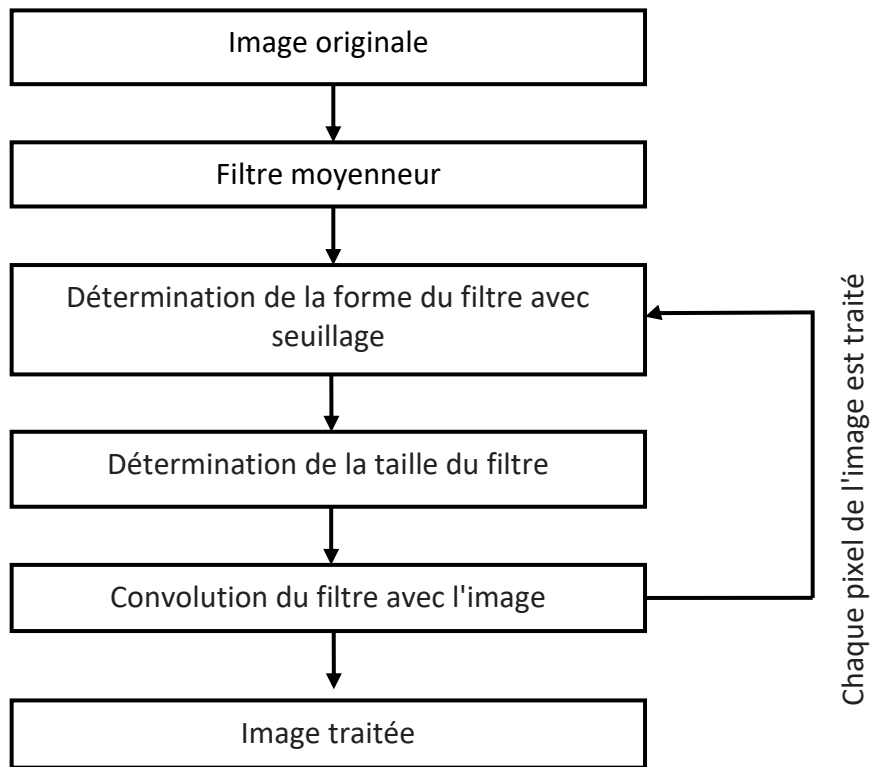 Image originale
Filtre moyenneur
Détermination de la forme du filtre avec
seuillage
Détermination de la taille du filtre
Convolution du filtre avec l'image
Image traitée
Chaque pixel de l'image est traité